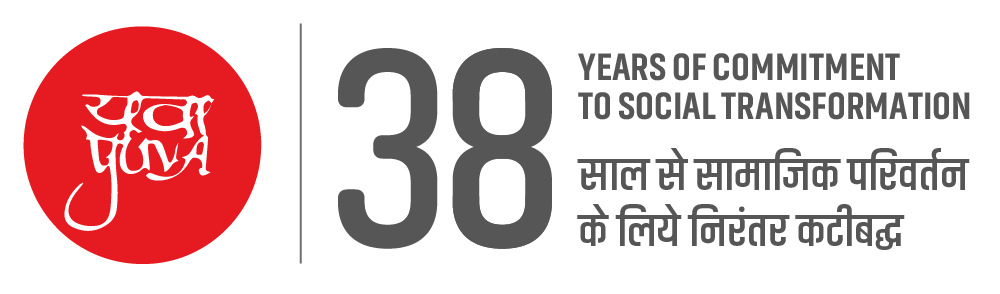 युवा
YUVA
38
YEARS OF COMMITMENT
TO SOCIAL TRANSFORMATION
साल से सामाजिक परिवर्तन
के लिये निरंतर कटीबद्ध